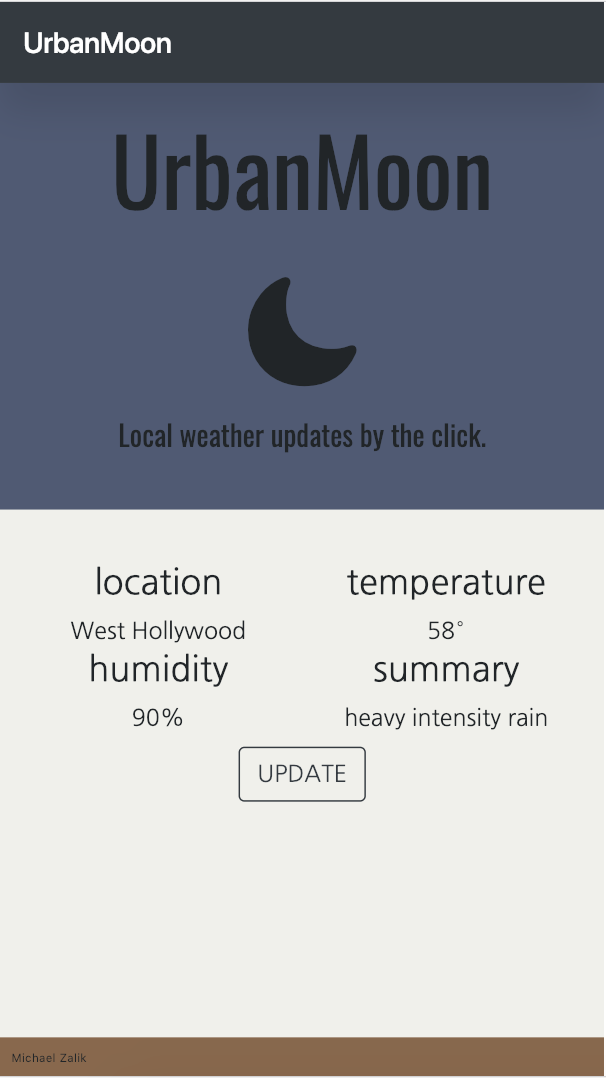 UrbanMoon
UrbanMoon
Local weather updates by the click.
location
West Hollywood
temperature
58°
humidity
90%
summary
heavy intensity rain
UPDATE
Michael Zalik